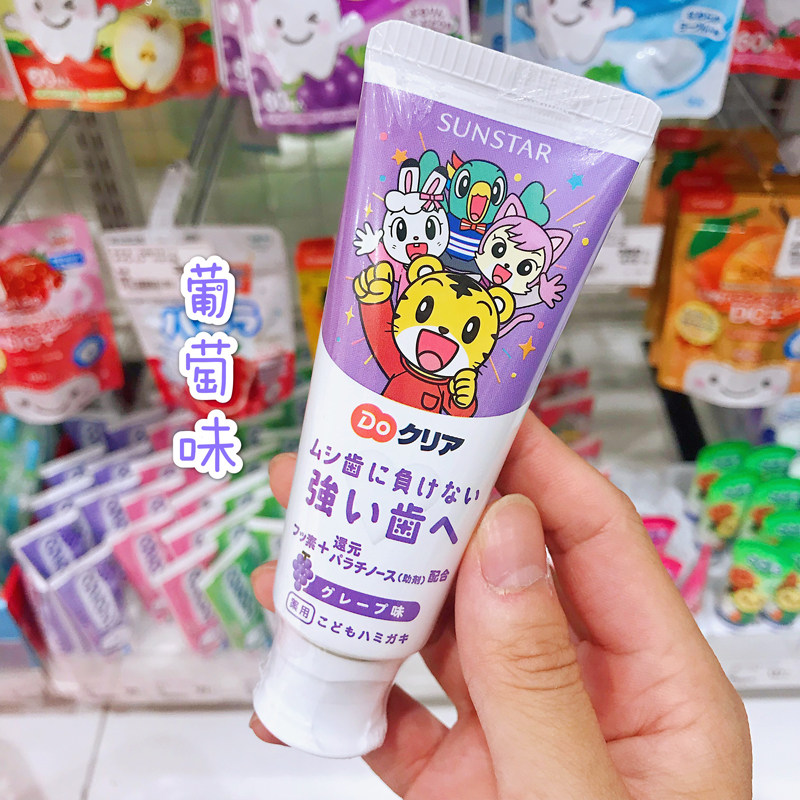 葡萄味
SUNSTAR
Do クリア
ムシ歯に負けない
強い歯へ
フッ素+還元パラチノース(助剤)配合
グレープ味
薬用 こどもハミガキ